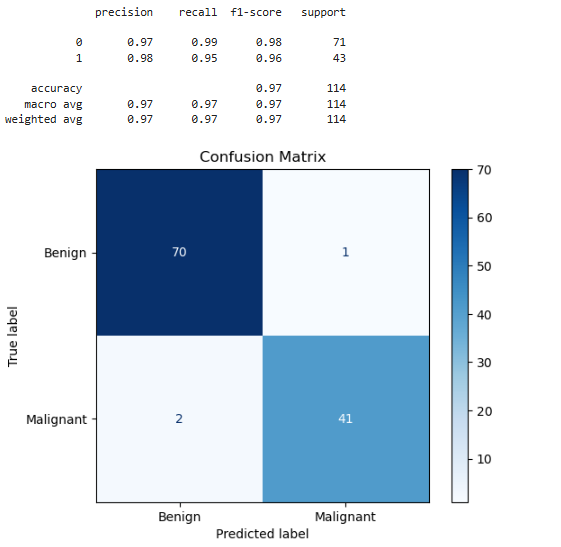 precision recall f1-score support
0 0.97 0.99 0.98 71
1 0.98 0.95 0.96 43
accuracy 0.97 114
macro avg 0.97 0.97 0.97 114
weighted avg 0.97 0.97 0.97 114
Confusion Matrix
Benign 70 1
Malignant 2 41
Benign Malignant
Predicted label
True label
70
60
50
40
30
20
10